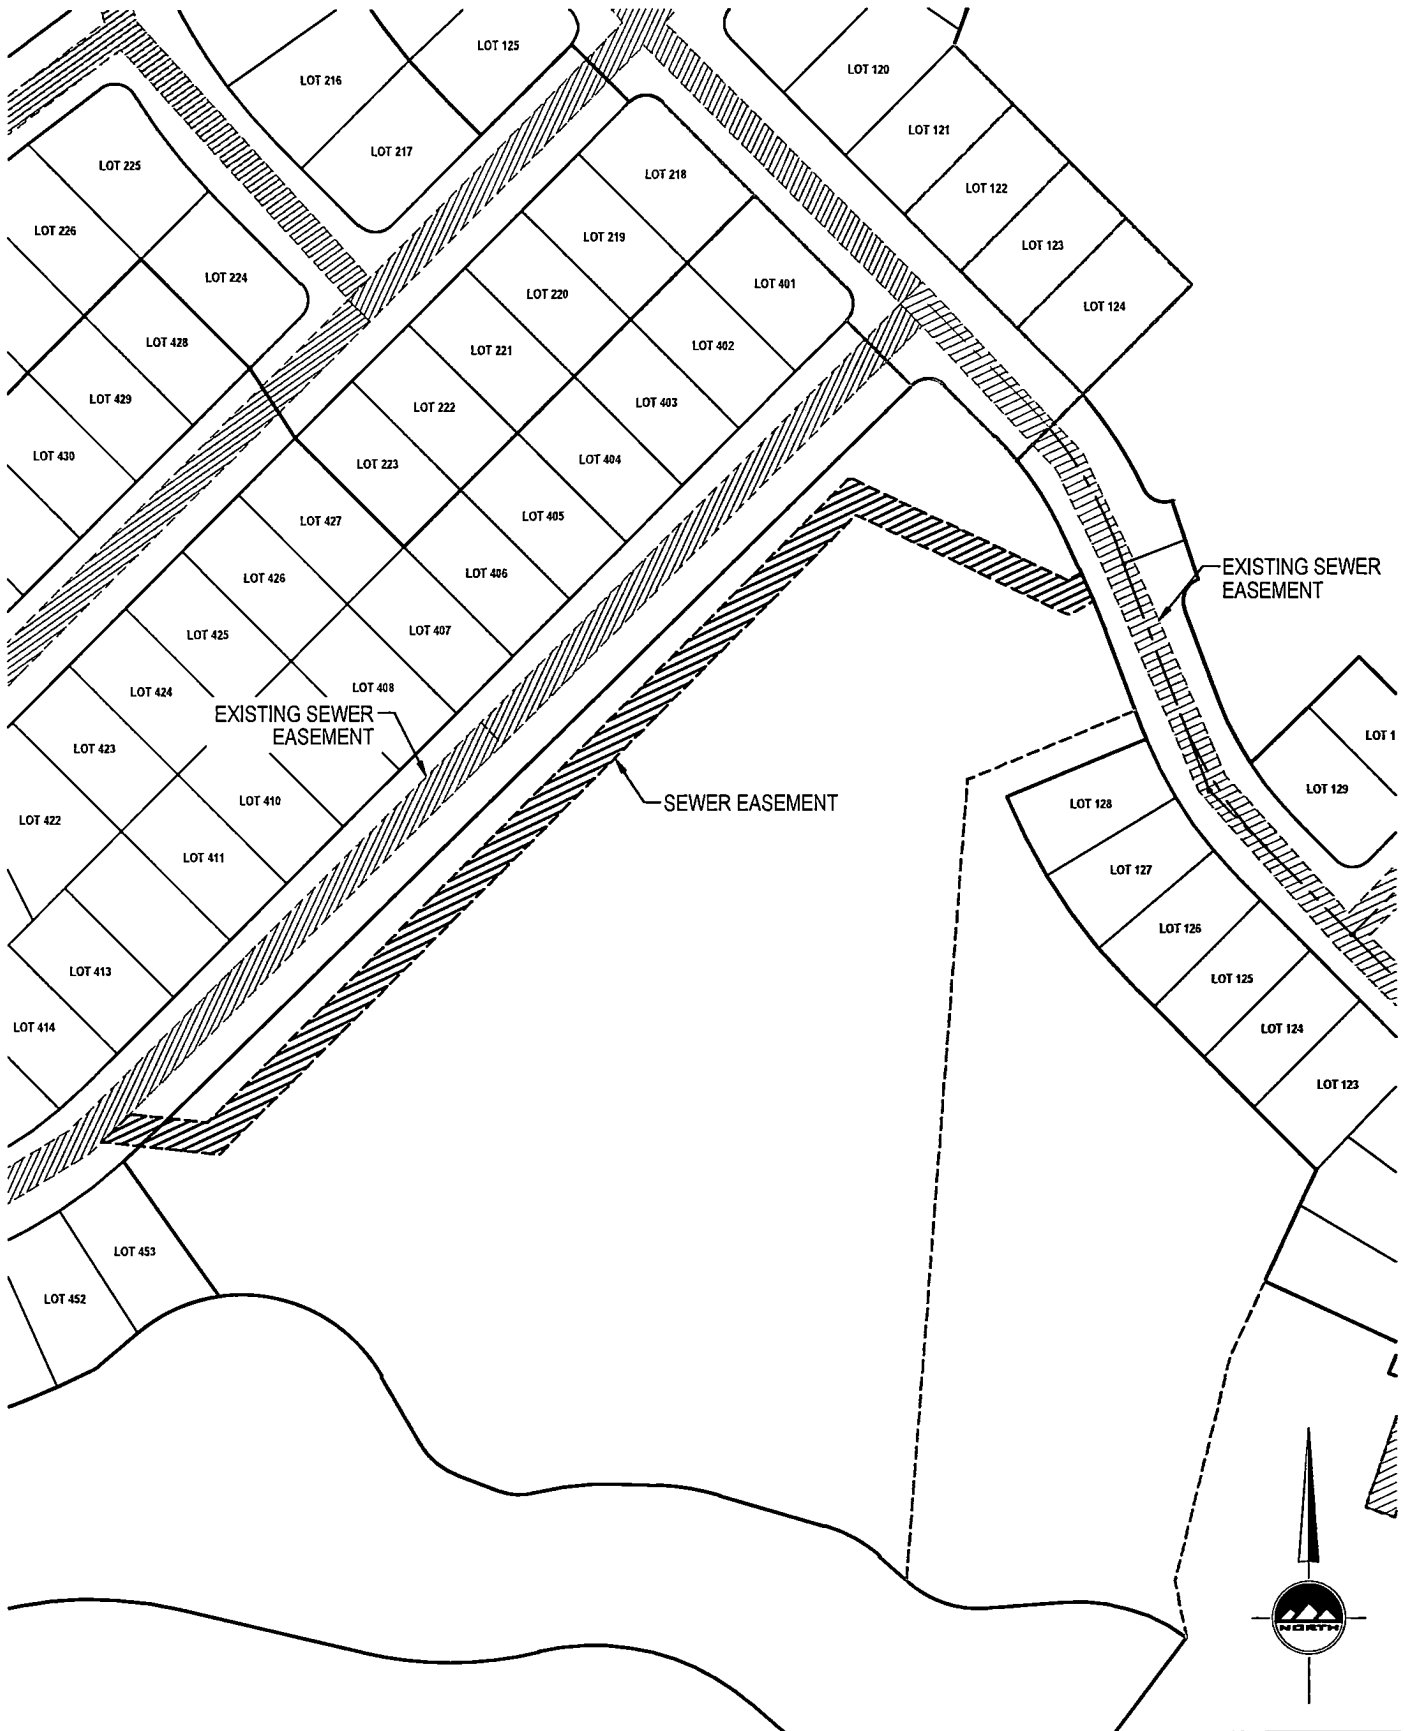 LOT 125
LOT 216
LOT 120
LOT 121
LOT 217
LOT 225
LOT 218
LOT 122
LOT 226
LOT 219
LOT 123
LOT 224
LOT 401
LOT 220
LOT 124
LOT 428
LOT 221
LOT 402
LOT 429
LOT 222
LOT 403
LOT 430
LOT 223
LOT 404
LOT 427
LOT 405
LOT 426
LOT 406
EXISTING SEWER
EASEMENT
LOT 425
LOT 407
LOT 424
LOT 408
EXISTING SEWER
EASEMENT
LOT 423
LOT 1
LOT 129
LOT 410
SEWER EASEMENT
LOT 128
LOT 422
LOT 411
LOT 127
LOT 126
LOT 413
LOT 125
LOT 414
LOT 124
LOT 123
LOT 453
LOT 452
NORTH